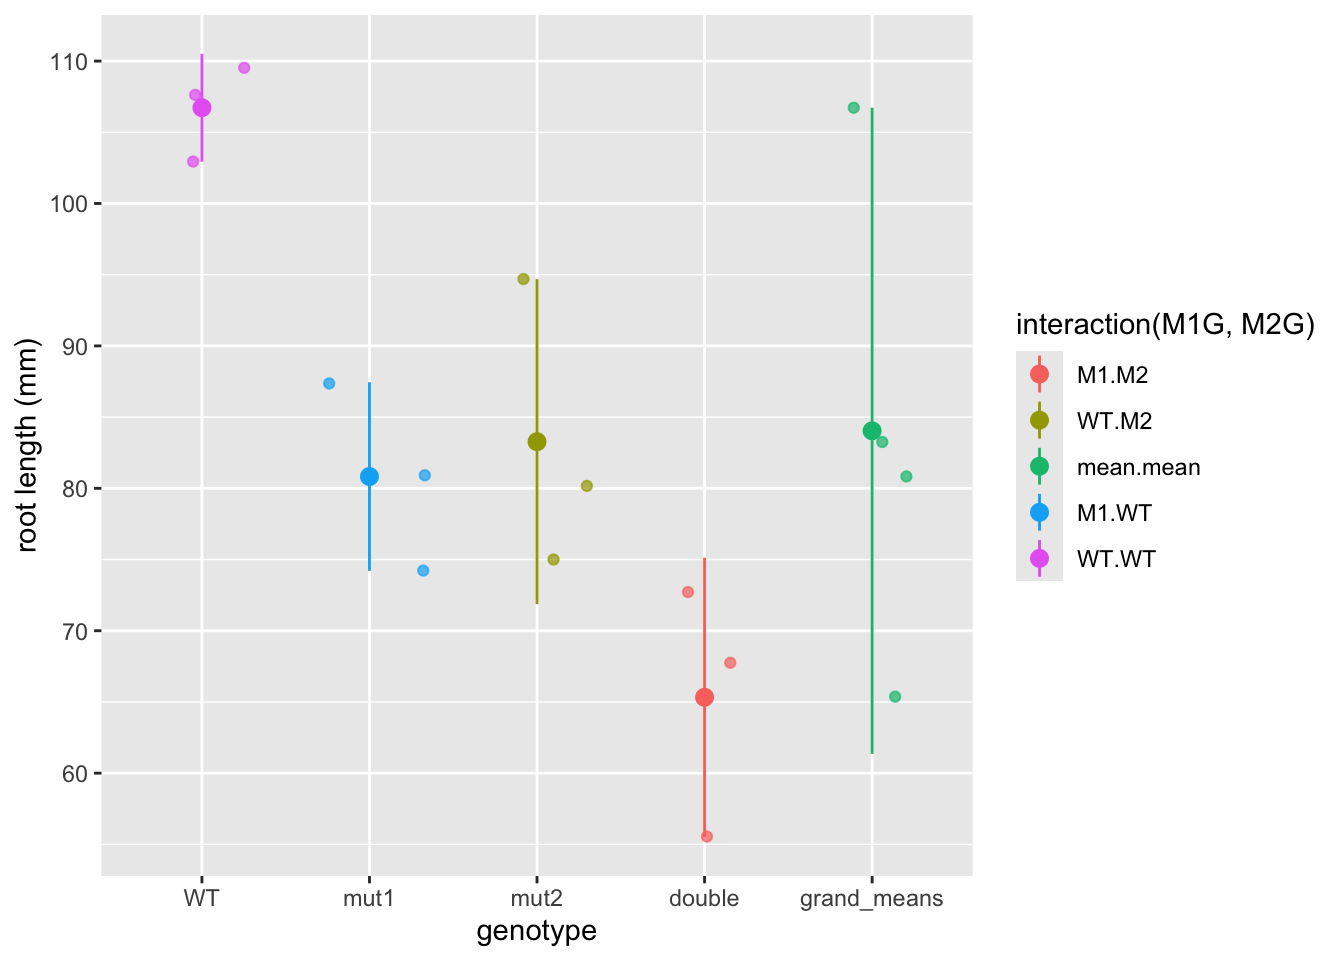 110
100
90
80
70
60
root length (mm)
WT mut1 mut2 double grand_means
genotype
interaction(M1G, M2G)
M1.M2
WT.M2
mean.mean
M1.WT
WT.WT